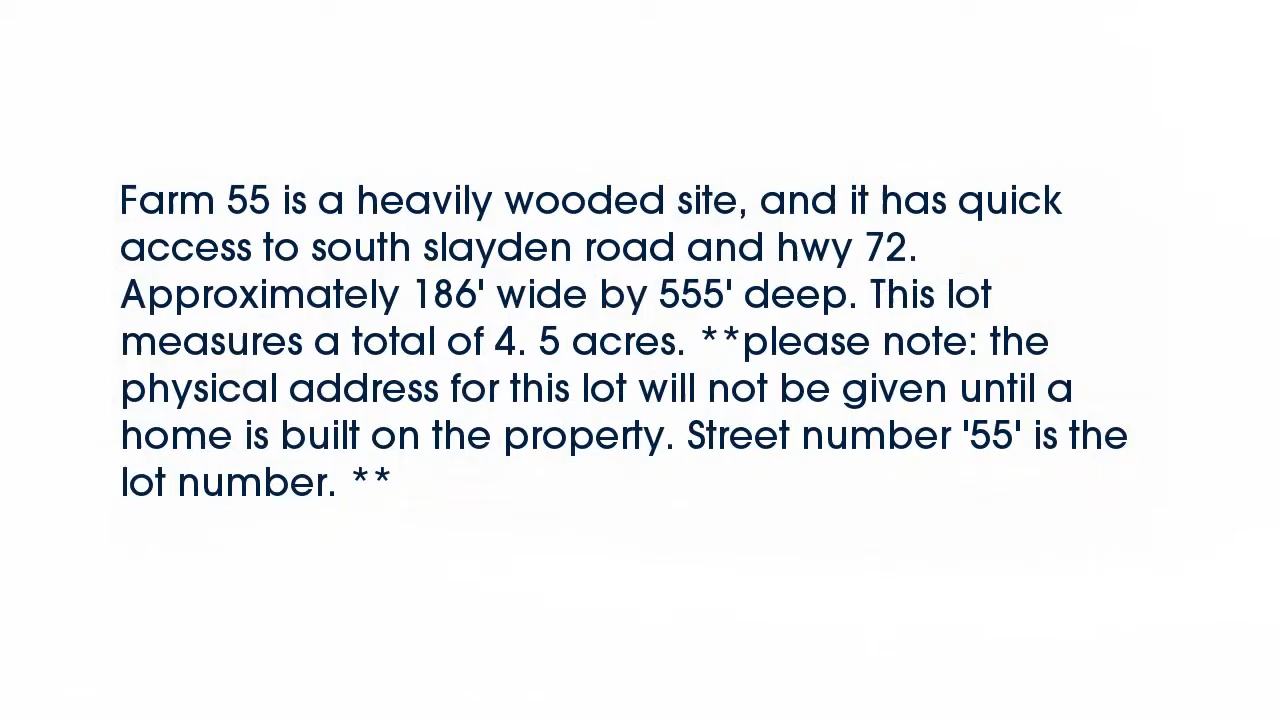 Farm 55 is a heavily wooded site, and it has quick
access to south slayden road and hwy 72.
Approximately 186' wide by 555' deep. This lot
measures a total of 4. 5 acres. **please note: the
physical address for this lot will not be given until a
home is built on the property. Street number '55' is the
lot number. **